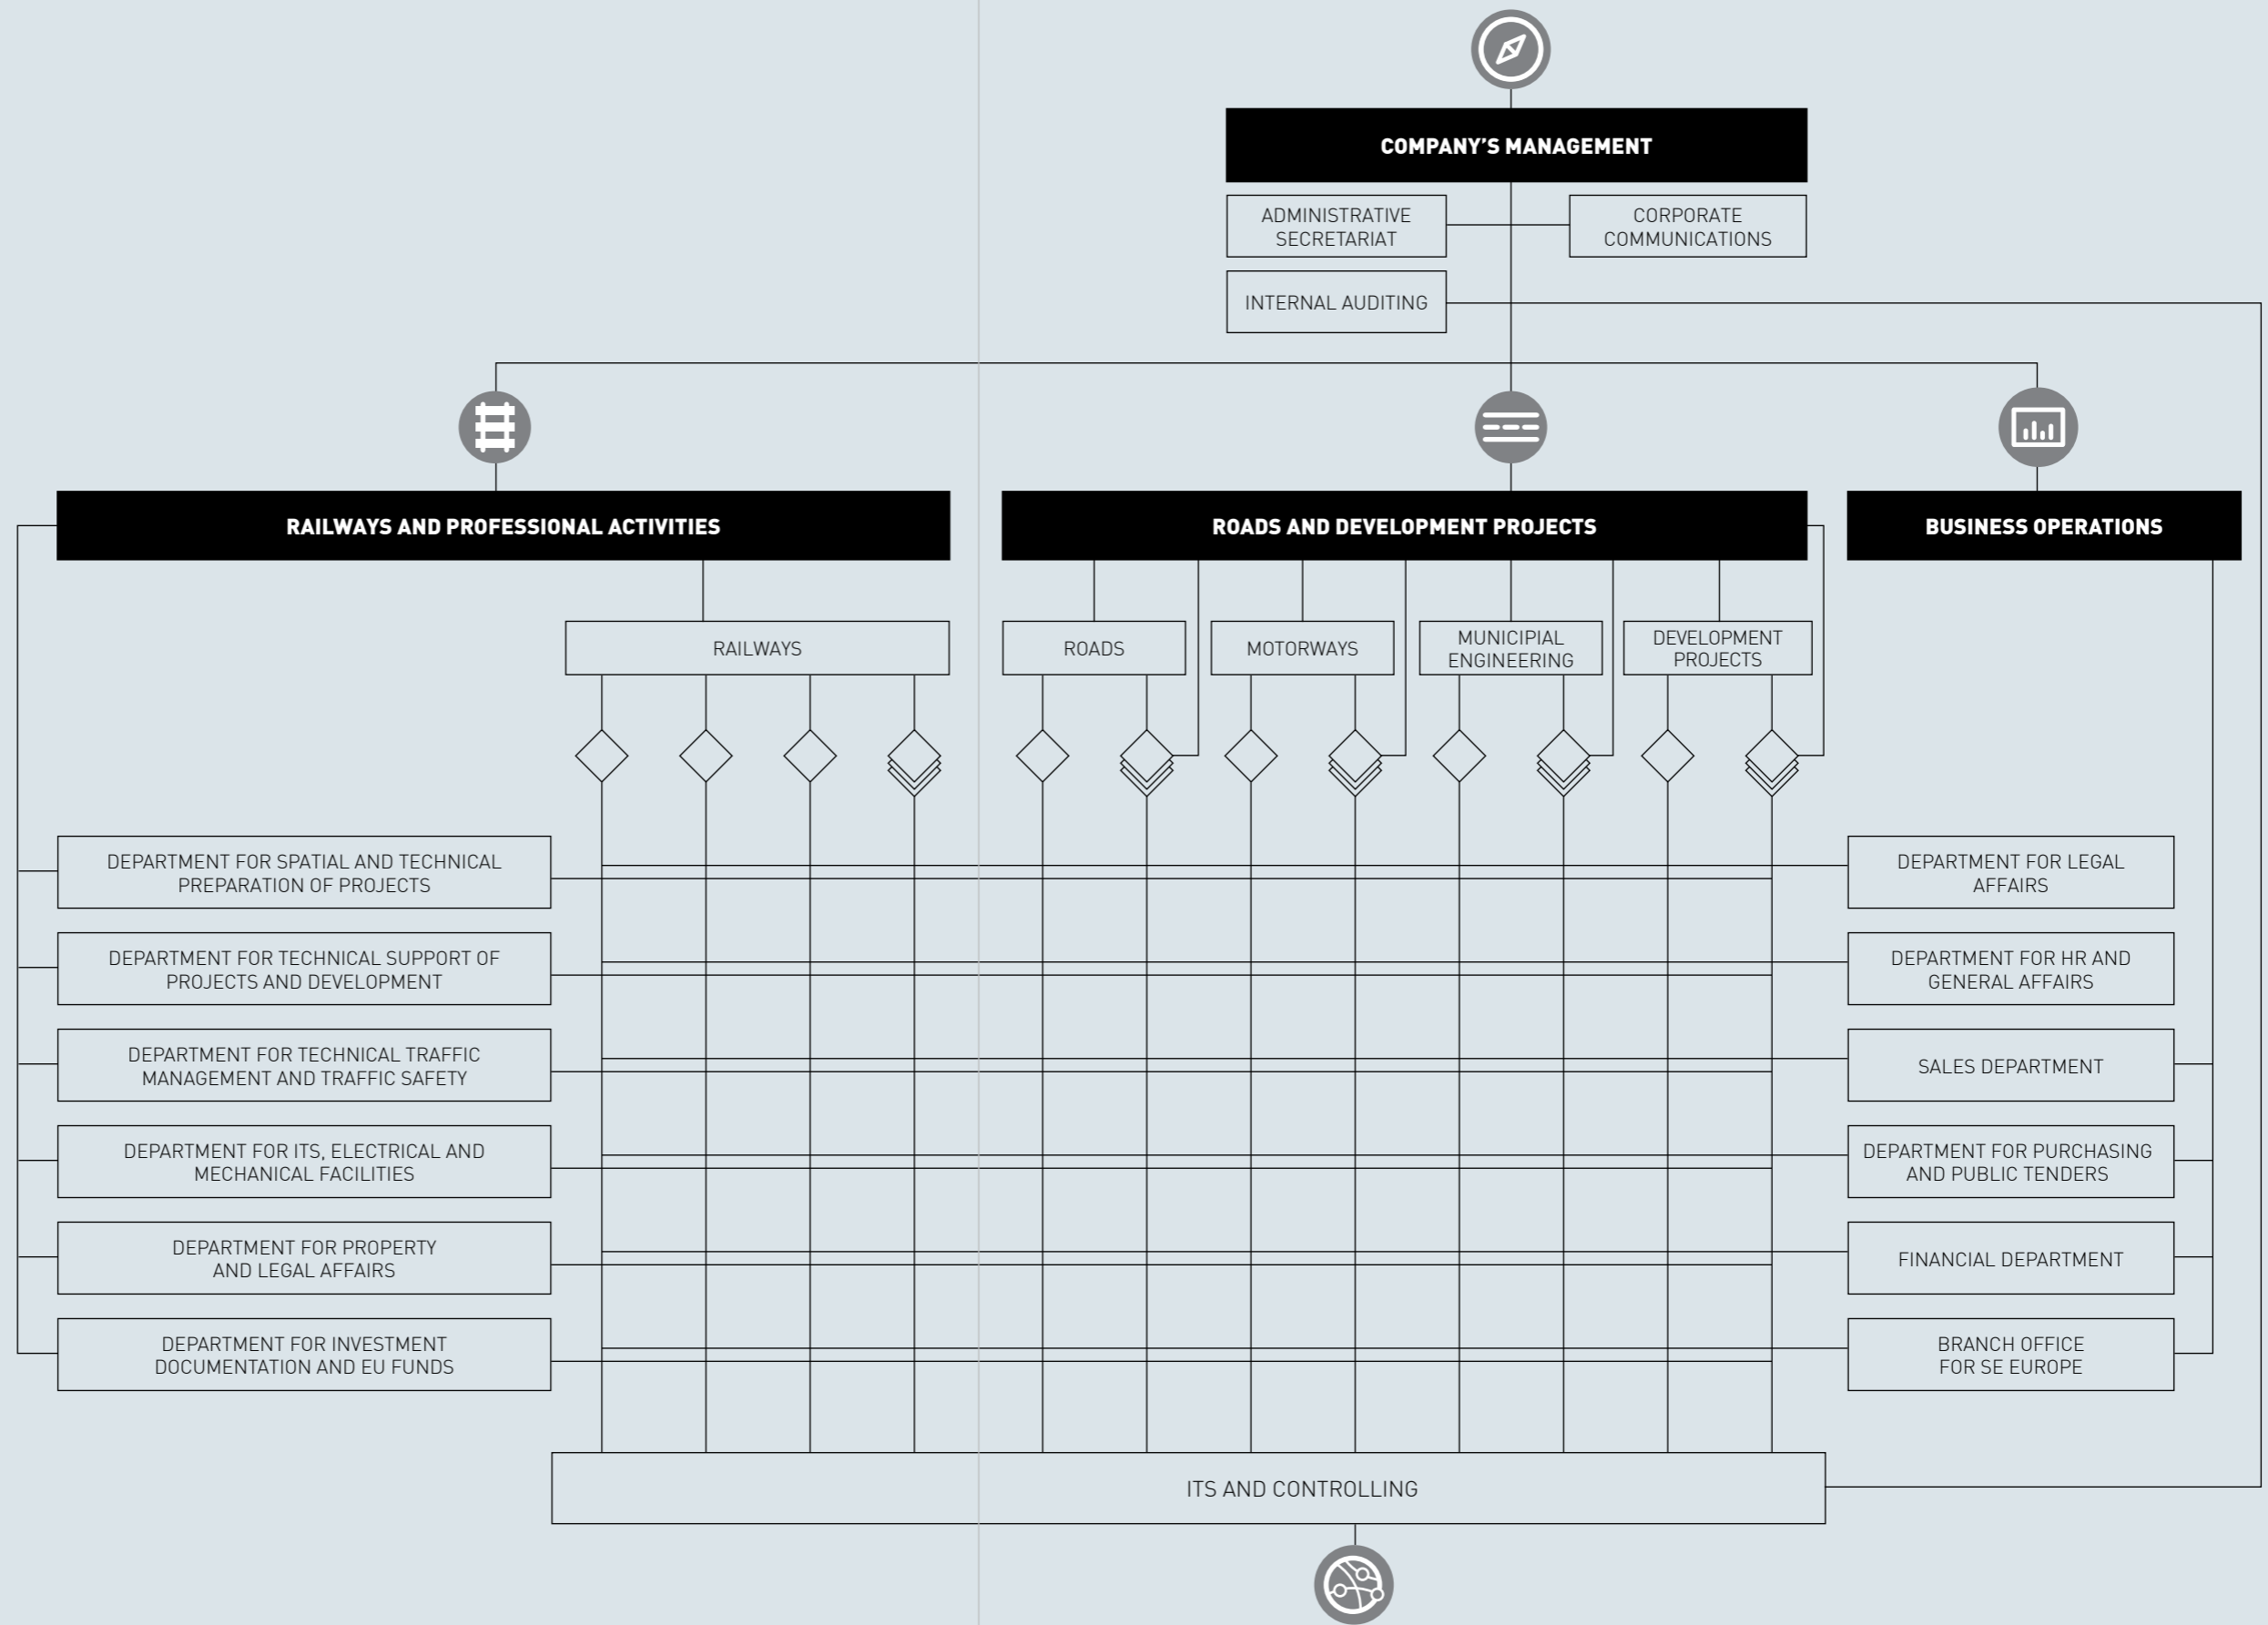 COMPANY’S MANAGEMENT
ADMINISTRATIVE
SECRETARIAT
CORPORATE
COMMUNICATIONS
INTERNAL AUDITING
RAILWAYS AND PROFESSIONAL ACTIVITIES
ROADS AND DEVELOPMENT PROJECTS
BUSINESS OPERATIONS
RAILWAYS
ROADS
MOTORWAYS
MUNICIPIAL
ENGINEERING
DEVELOPMENT
PROJECTS
DEPARTMENT FOR SPATIAL AND TECHNICAL
PREPARATION OF PROJECTS
DEPARTMENT FOR LEGAL
AFFAIRS
DEPARTMENT FOR TECHNICAL SUPPORT OF
PROJECTS AND DEVELOPMENT
DEPARTMENT FOR HR AND
GENERAL AFFAIRS
DEPARTMENT FOR TECHNICAL TRAFFIC
MANAGEMENT AND TRAFFIC SAFETY
SALES DEPARTMENT
DEPARTMENT FOR ITS, ELECTRICAL AND
MECHANICAL FACILITIES
DEPARTMENT FOR PURCHASING
AND PUBLIC TENDERS
DEPARTMENT FOR PROPERTY
AND LEGAL AFFAIRS
FINANCIAL DEPARTMENT
DEPARTMENT FOR INVESTMENT
DOCUMENTATION AND EU FUNDS
BRANCH OFFICE
FOR SE EUROPE
ITS AND CONTROLLING